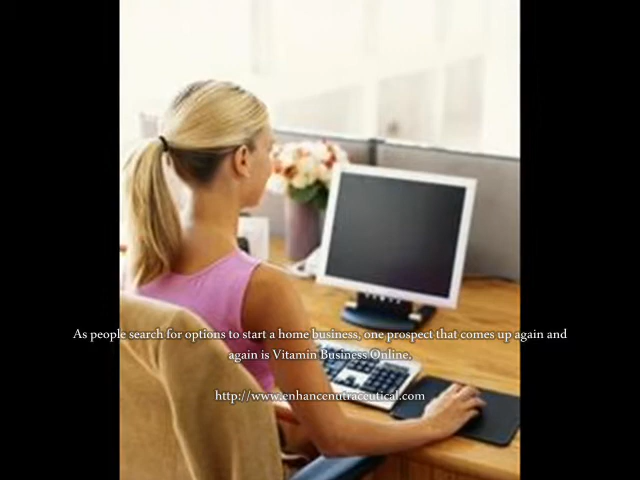 As people search for options to start a home business, one prospect that comes up again and
again is Vitamin Business Online.
http://www.enhancenutraceutical.com